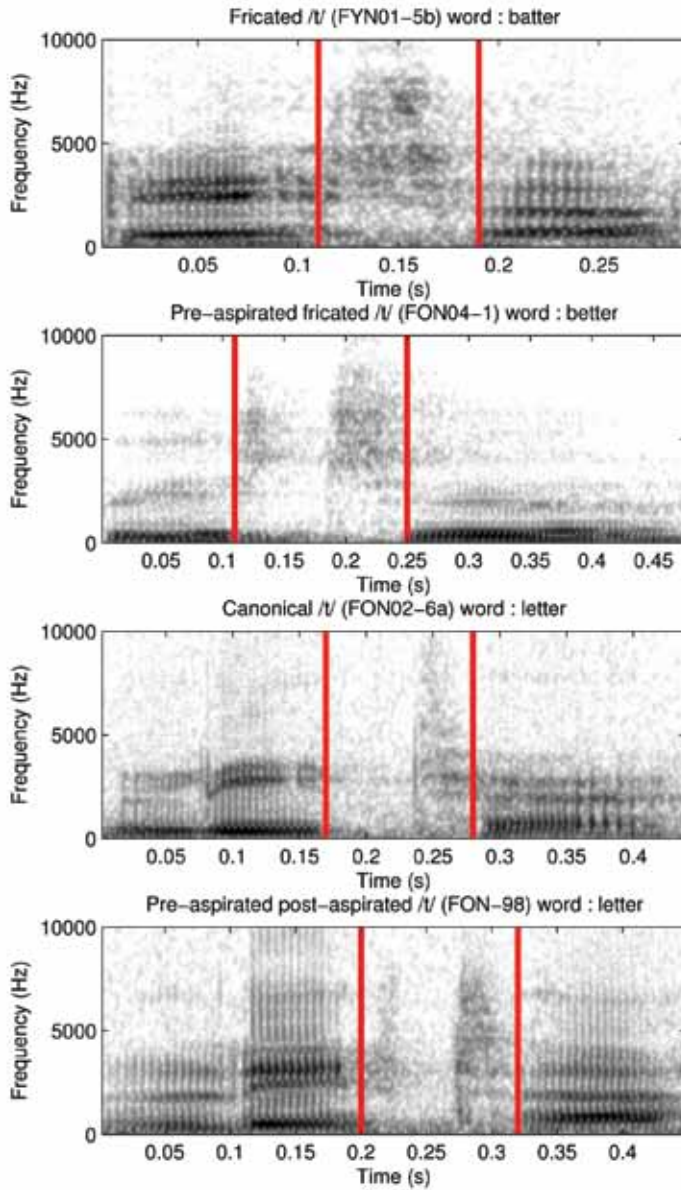 Fricated /t/ (FYN01−5b) word : batter
10000
5000
0
Frequency (Hz)
0.05 0.1 0.15 0.2 0.25
Time (s)
Pre−aspirated fricated /t/ (FON04−1) word : better
10000
5000
0
Frequency (Hz)
0.05 0.1 0.15 0.2 0.25 0.3 0.35 0.4 0.45
Time (s)
Canonical /t/ (FON02−6a) word : letter
10000
5000
0
Frequency (Hz)
0.05 0.1 0.15 0.2 0.25 0.3 0.35 0.4
Time (s)
Pre−aspirated post−aspirated /t/ (FON−98) word : letter
10000
5000
0
Frequency (Hz)
0.05 0.1 0.15 0.2 0.25 0.3 0.35 0.4
Time (s)